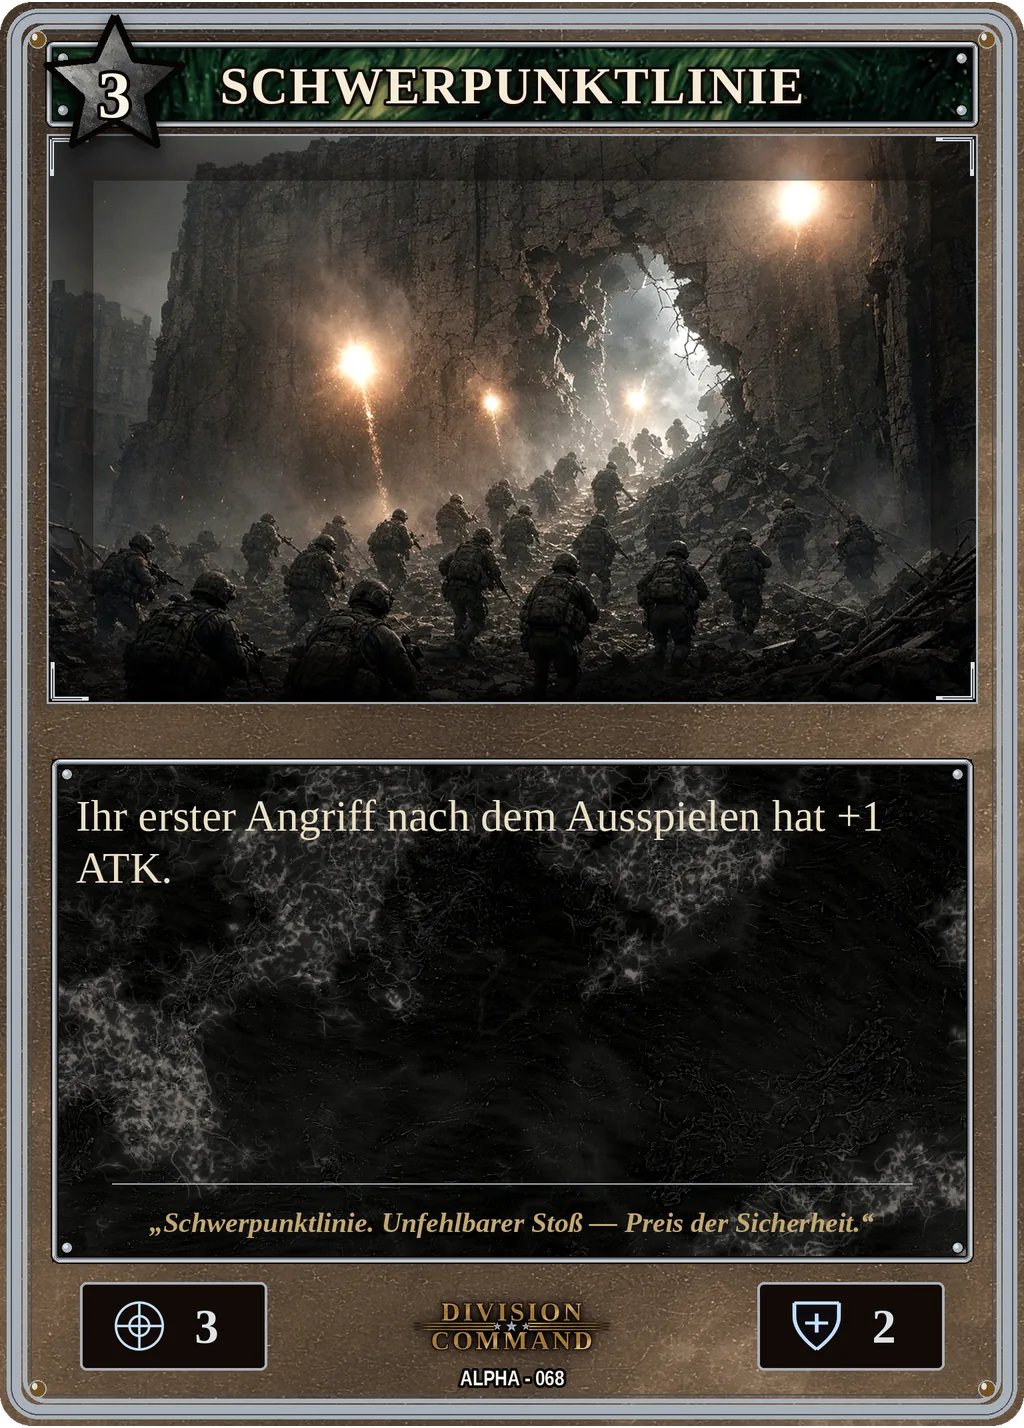 3
SCHWERPUNKTLINIE
Ihr erster Angriff nach dem Ausspielen hat +1
ATK.
„Schwerpunktlinie. Unfehlbarer Stoß — Preis der Sicherheit.“
3
DIVISION
COMMAND
2
ALPHA - 068